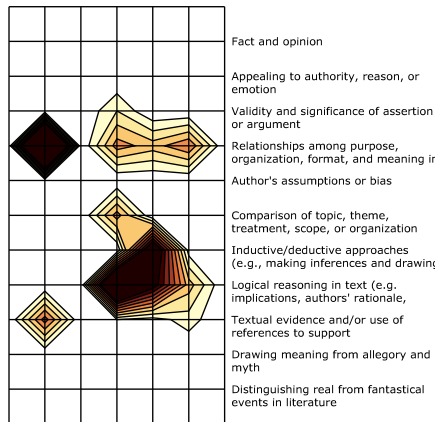 Fact and opinion
Appealing to authority, reason, or
emotion
Validity and significance of assertion
or argument
Relationships among purpose,
organization, format, and meaning in
Author's assumptions or bias
Comparison of topic, theme,
treatment, scope, or organization
Inductive/deductive approaches
(e.g., making inferences and drawing
Logical reasoning in text (e.g.
implications, authors' rationale,
Textual evidence and/or use of
references to support
Drawing meaning from allegory and
myth
Distinguishing real from fantastical
events in literature